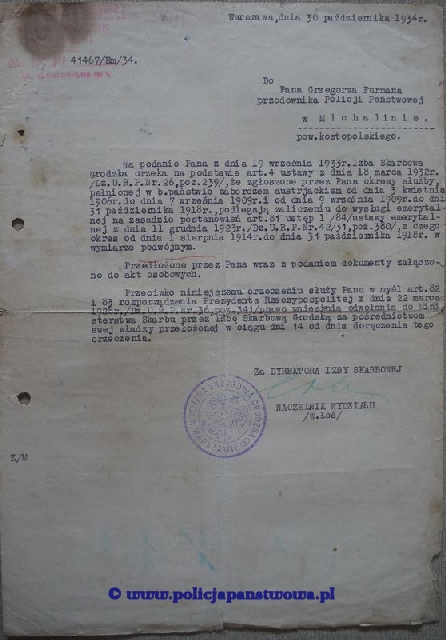 Warszawa, dnia 30 października 1934r.
41467/IIm/34.
Do
Pana Grzegorza Furmana
przodownika Policji Państwowej
w Michalinie.
pow. kostopolskiego.
Na podanie Pana z dnia 19 września 1933r. Izba Skarbowa
grodzka orzeka na podstawie art.4 ustawy z dnia 18 marca 1932r.
/Dz.U.R.P.Nr.26, poz.239/, że zgłoszone przez Pana okresy służby,
pełnionej w b.państwie zaborczem austrjackiem od dnia 3 kwietnia
1906r. do dnia 7 września 1909r. i od dnia 9 września 1909r. do dnia
31 października 1918r., podlegają zaliczeniu do wysługi emerytal-
nej na zasadzie postanowień art.81 ustęp 1 /84/ustawy emerytal-
nej z dnia 11 grudnia 1923r./Dz.U.R.P.Nr.42/31, poz.380/, z czego
okres od dnia 1 sierpnia 1914r. do dnia 31 października 1918r. w
wymiarze podwójnym.
Przedłożone przez Pana wraz z podaniem dokumenty załączo-
no do akt osobowych.
Przeciwko niniejszemu orzeczeniu służy Panu w myśl art.82
i 83 rozporządzenia Prezydenta Rzeczypospolitej z dnia 22 marca
1928r./Dz.U.R.P.Nr.36, poz.341/prawo wniesienia odwołania do Mini-
sterstwa Skarbu przez Izbę Skarbową Grodzką za pośrednictwem
swej władzy przełożonej w ciągu dni 14 od dnia doręczenia tego
orzeczenia.
Za DIREKTORA IZBY SKARBOWEJ
NACZELNIK WYDZIAŁU
/W.Łoś/
Z/M
© www.policjapanstwowa.pl